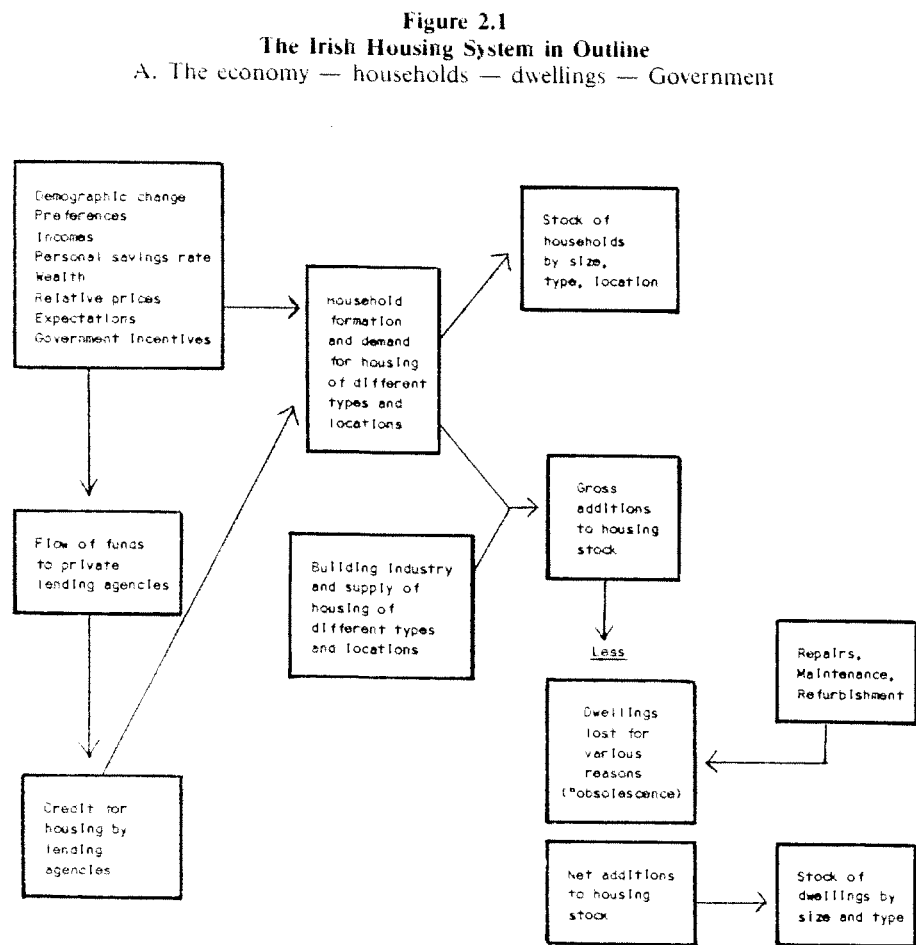 Figure 2.1
The Irish Housing System in Outline
A. The economy — households — dwellings — Government
Demographic change
Preferences
Incomes
Personal savings rate
Wealth
Relative prices
Expectations
Government incentives
Stock of
households
by size,
type, location
Household
formation
and demand
for housing
of different
types and
locations
Flow of funds
to private
lending agencies
Building industry
and supply of
housing of
different types
and locations
Gross
additions
to housing
stock
Less
Repairs,
Maintenance,
Refurbishment
Dwellings
lost for
various
reasons
("obsolescence)
Credit for
housing by
lending
agencies
Net additions
to housing
stock
Stock of
dwellings by
size and type